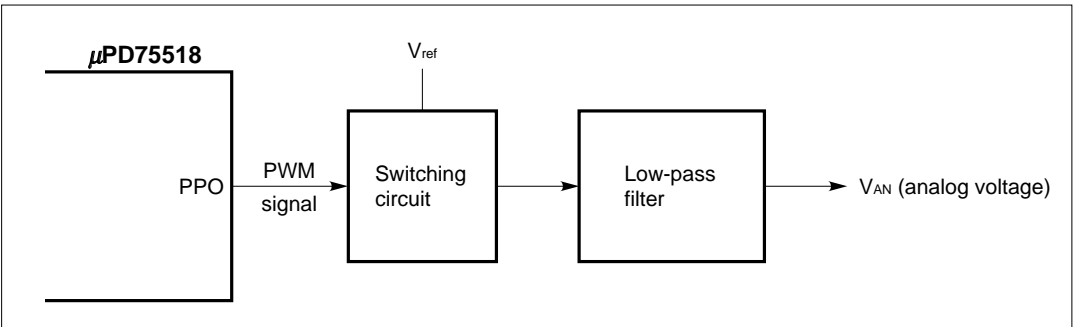 μPD75518
Vref
PPO
PWM
signal
Switching
circuit
Low-pass
filter
VAN (analog voltage)